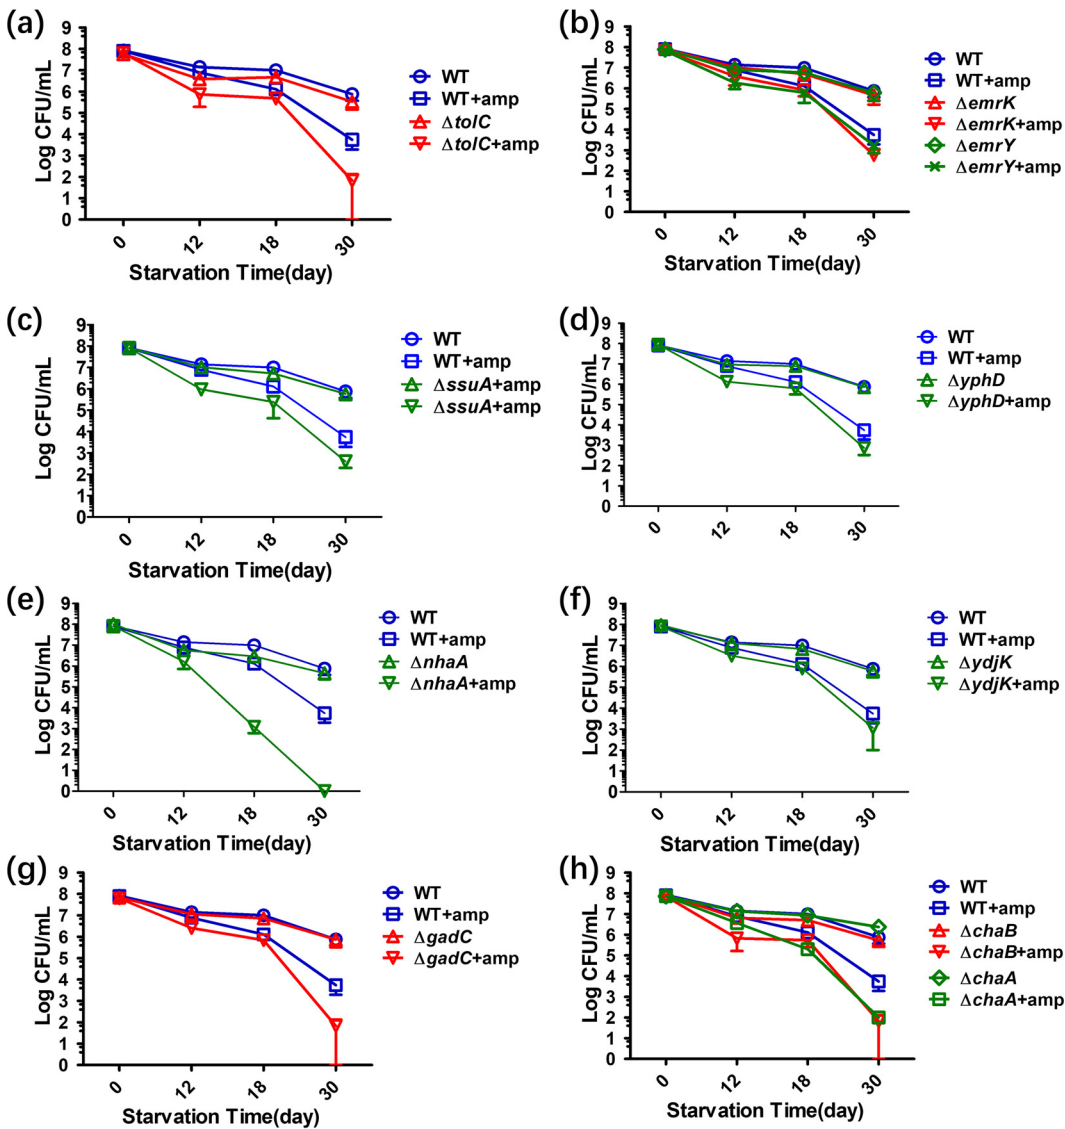 (a)
9
8
7
6
5
4
3
2
1
0
Log CFU/mL
0
12
18
30
Starvation Time(day)
WT
WT+amp
ΔtolC
ΔtolC+amp
(b)
9
8
7
6
5
4
3
2
1
0
Log CFU/mL
0
12
18
30
Starvation Time(day)
WT
WT+amp
ΔemrK
ΔemrK+amp
ΔemrY
ΔemrY+amp
(c)
9
8
7
6
5
4
3
2
1
0
Log CFU/mL
0
12
18
30
Starvation Time(day)
WT
WT+amp
ΔssuA+amp
ΔssuA+amp
(d)
9
8
7
6
5
4
3
2
1
0
Log CFU/mL
0
12
18
30
Starvation Time(day)
WT
WT+amp
ΔyphD
ΔyphD+amp
(e)
9
8
7
6
5
4
3
2
1
0
Log CFU/mL
0
12
18
30
Starvation Time(day)
WT
WT+amp
ΔnhaA
ΔnhaA+amp
(f)
9
8
7
6
5
4
3
2
1
0
Log CFU/mL
0
12
18
30
Starvation Time(day)
WT
WT+amp
ΔydjK
ΔydjK+amp
(g)
9
8
7
6
5
4
3
2
1
0
Log CFU/mL
0
12
18
30
Starvation Time(day)
WT
WT+amp
ΔgadC
ΔgadC+amp
(h)
9
8
7
6
5
4
3
2
1
0
Log CFU/mL
0
12
18
30
Starvation Time(day)
WT
WT+amp
ΔchaB
ΔchaB+amp
ΔchaA
ΔchaA+amp